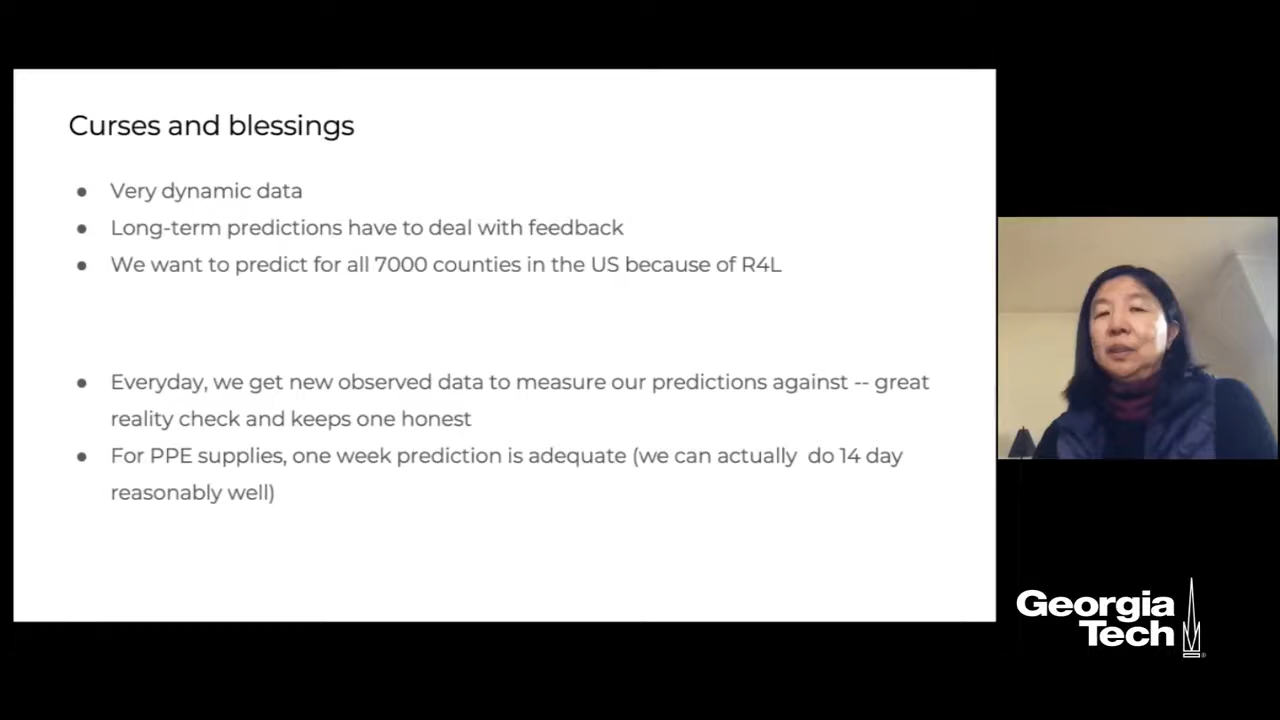 Curses and blessings
● Very dynamic data
● Long-term predictions have to deal with feedback
● We want to predict for all 7000 counties in the US because of R4L
● Everyday, we get new observed data to measure our predictions against -- great
reality check and keeps one honest
● For PPE supplies, one week prediction is adequate (we can actually do 14 day
reasonably well)
Georgia
Tech